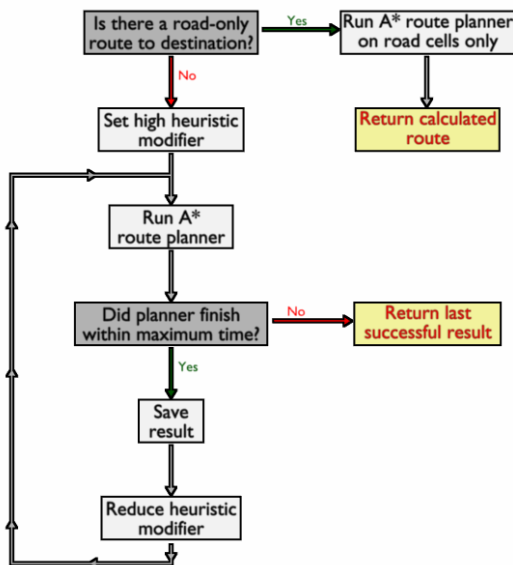 Is there a road-only
route to destination?
Yes
Run A* route planner
on road cells only
No
Return calculated
route
Set high heuristic
modifier
Run A*
route planner
Did planner finish
within maximum time?
No
Return last
successful result
Yes
Save
result
Reduce heuristic
modifier